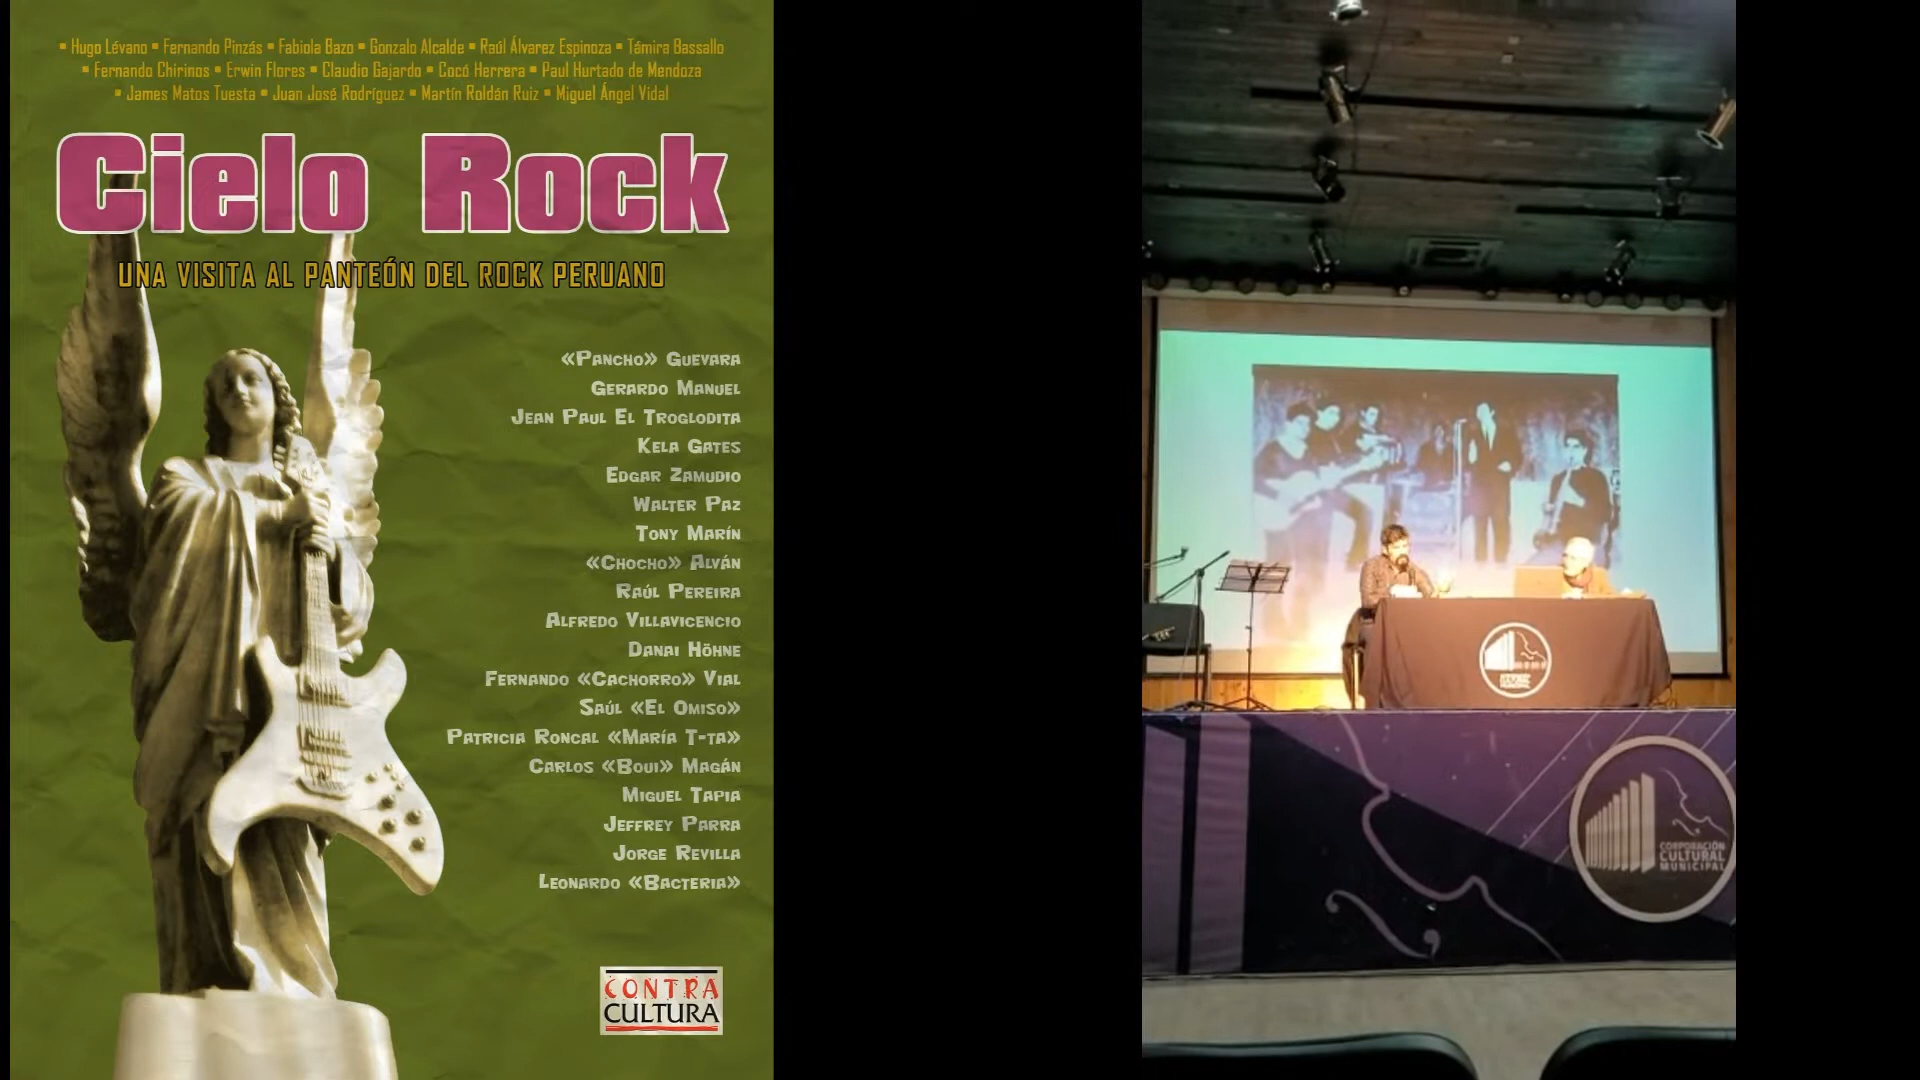 ▪ Hugo Lévano ▪ Fernando Pinzás ▪ Fabiola Bazo ▪ Gonzalo Alcalde ▪ Raúl Álvarez Espinoza ▪ Támira Bassallo
▪ Fernando Chirinos ▪ Erwin Flores ▪ Claudio Gajardo ▪ Cocó Herrera ▪ Paul Hurtado de Mendoza
▪ James Matos Tuesta ▪ Juan José Rodríguez ▪ Martín Roldán Ruiz ▪ Miguel Ángel Vidal
Cielo Rock
UNA VISITA AL PANTEÓN DEL ROCK PERUANO
«Pancho» Guevara
Gerardo Manuel
Jean Paul El Troglodita
Kela Gates
Edgar Zamudio
Walter Paz
Tony Marín
«Chocho» Alván
Raúl Pereira
Alfredo Villavicencio
Danai Höhne
Fernando «Cachorro» Vial
Saúl «El Omiso»
Patricia Roncal «María T-ta»
Carlos «Boui» Magán
Miguel Tapia
Jeffrey Parra
Jorge Revilla
Leonardo «Bacteria»
CONTRA
CULTURA
CORPORACIÓN
CULTURAL
MUNICIPAL